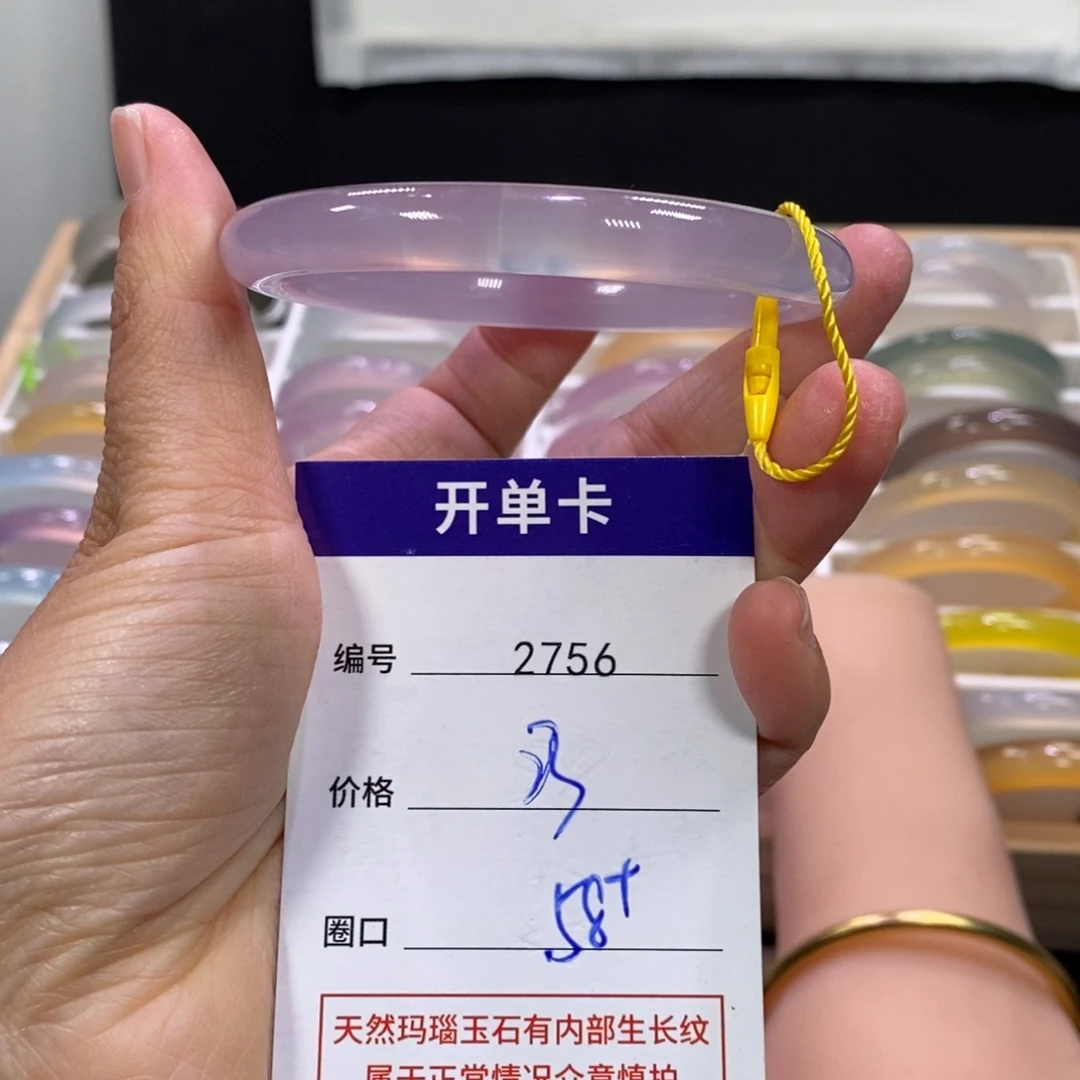 开单卡
编号 2756
价格
圈口 58+
天然玛瑙玉石有内部生长纹
属于正常情况介意慎拍